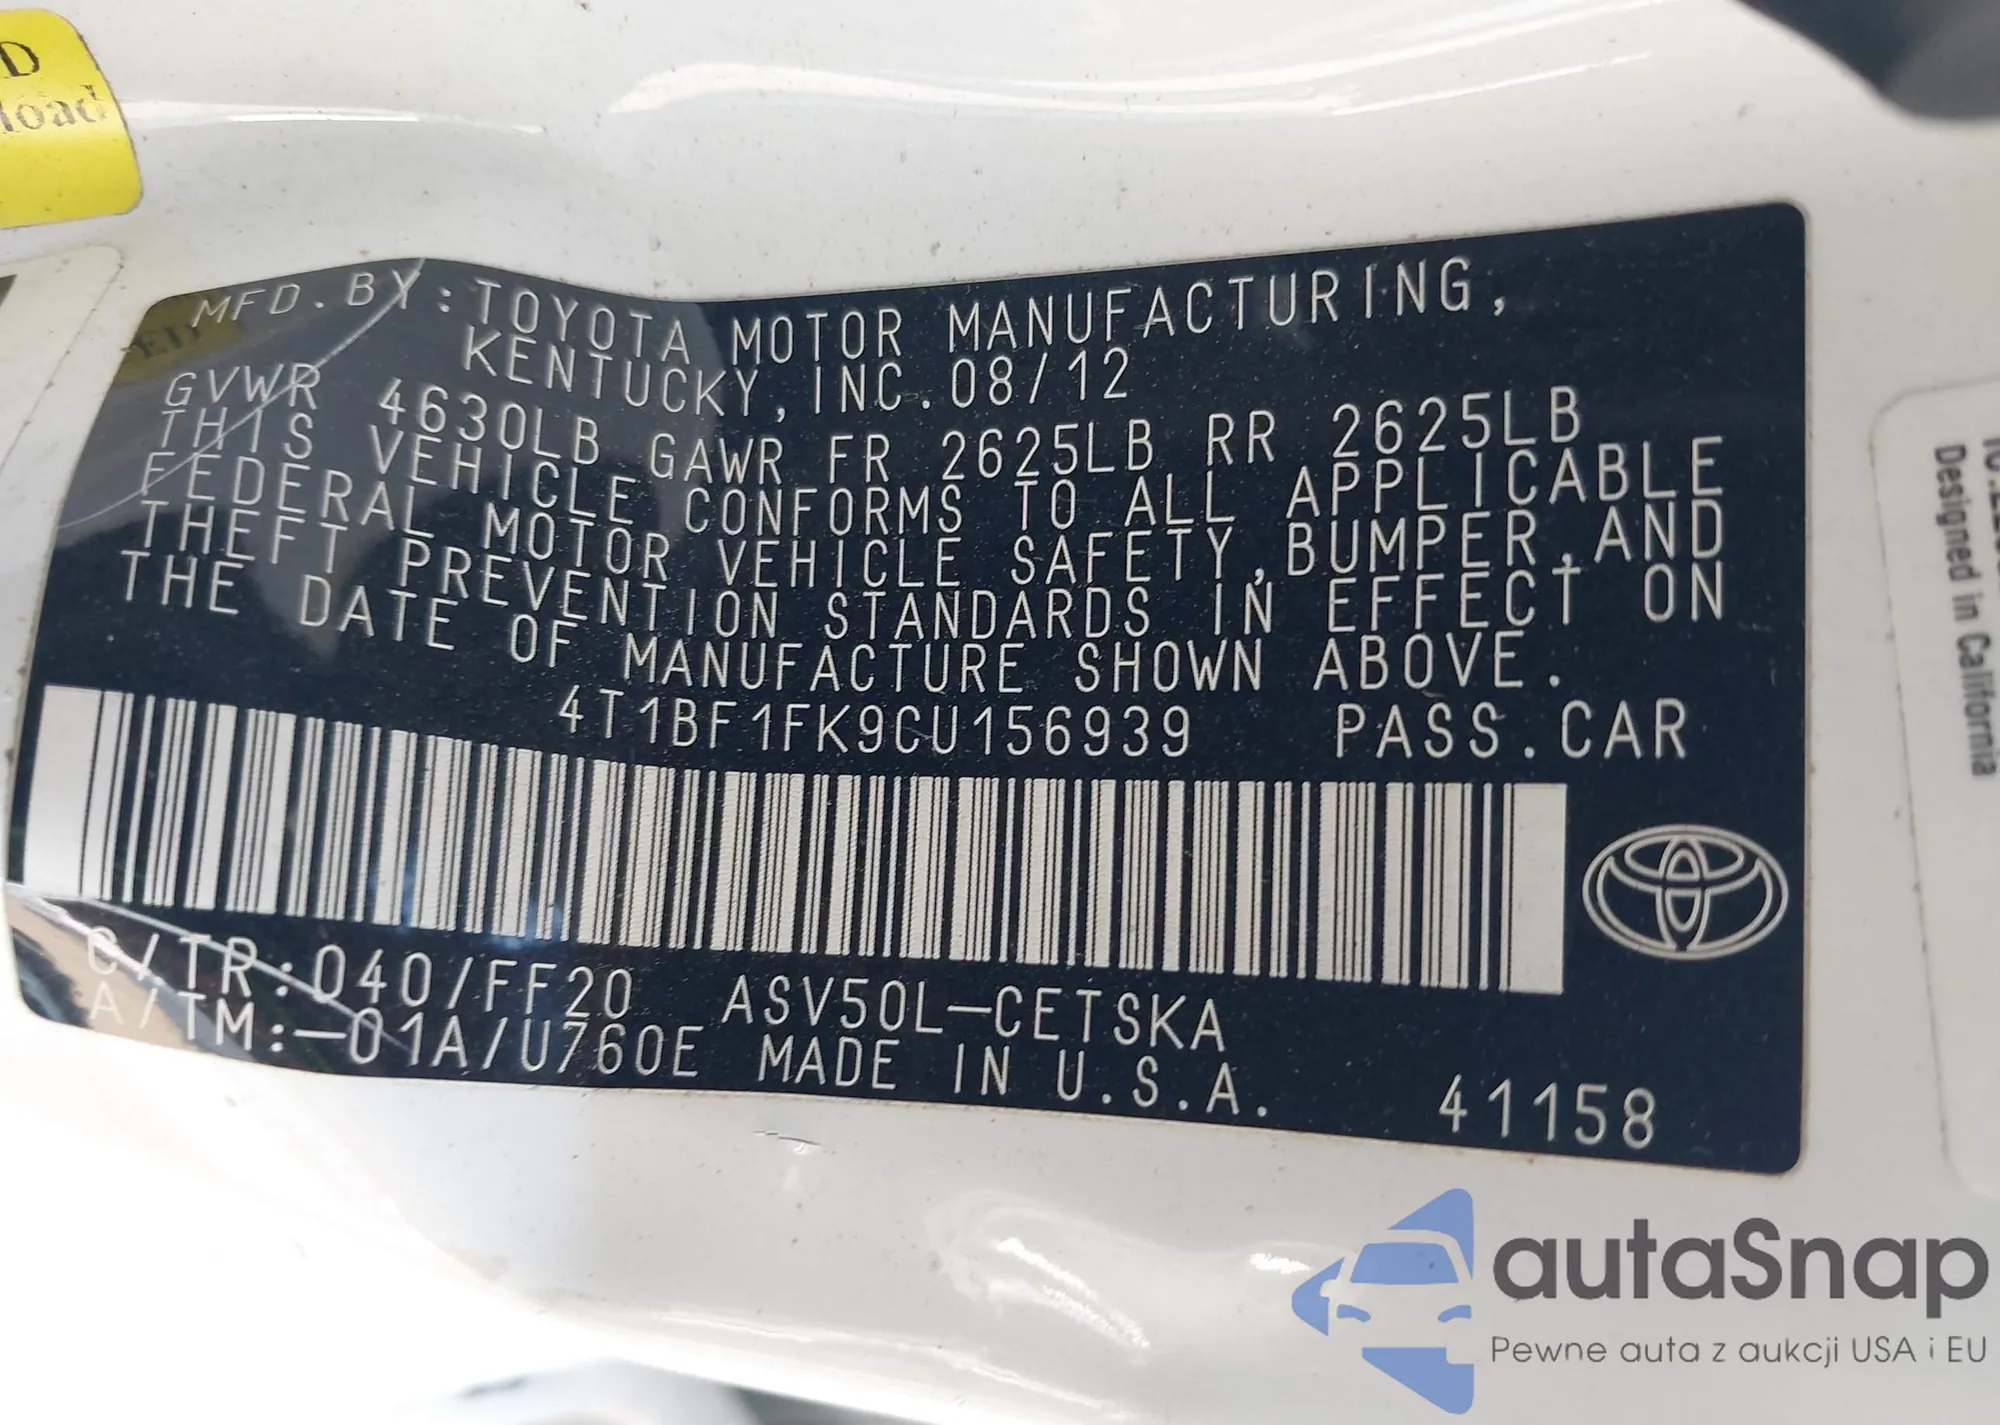 D
load
MFD. BY: TOYOTA MOTOR MANUFACTURING,
KENTUCKY, INC. 08/12
GVWR 4630LB GAWR FR 2625LB RR 2625LB
THIS VEHICLE CONFORMS TO ALL APPLICABLE
FEDERAL MOTOR VEHICLE SAFETY, BUMPER, AND
THEFT PREVENTION STANDARDS IN EFFECT ON
THE DATE OF MANUFACTURE SHOWN ABOVE.
4T1BF1FK9CU156939 PASS. CAR
C/TR: 040/FF20 ASV50L-CETSKA
A/TM: -01A/U760E MADE IN U.S.A. 41158
Designed in California
autaSnap
Pewne auta z aukcji USA i EU